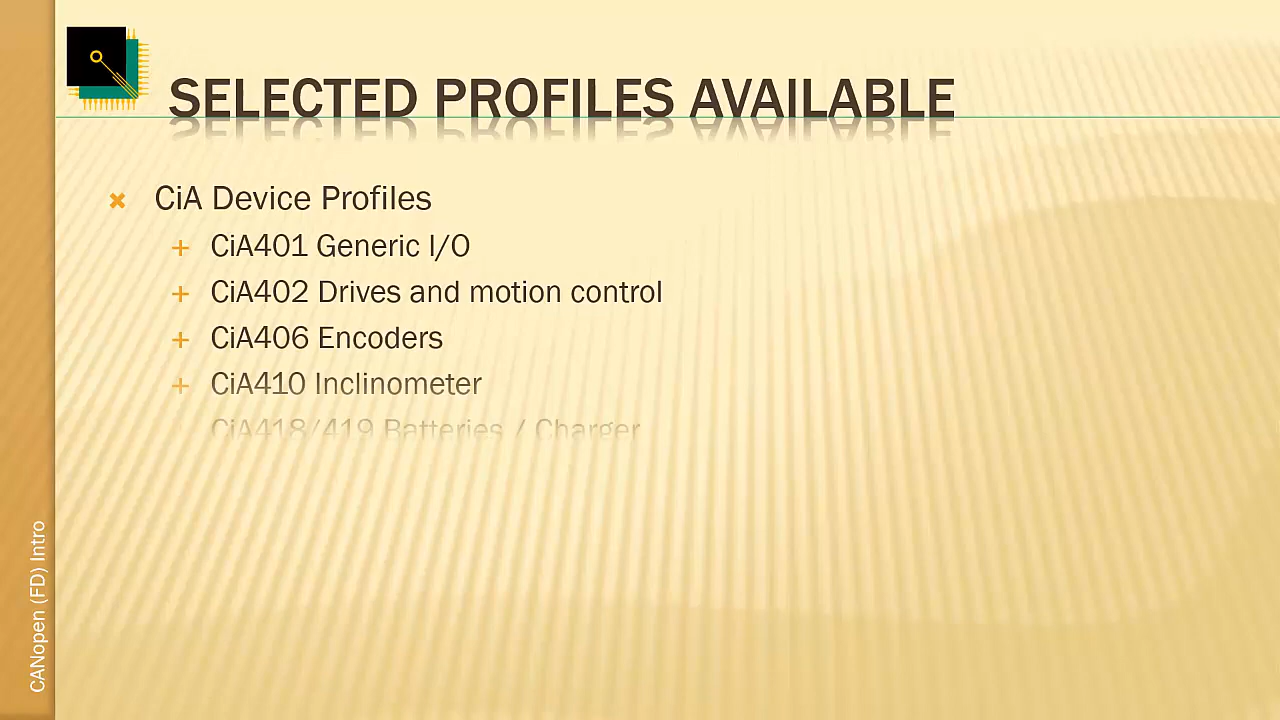 SELECTED PROFILES AVAILABLE
CiA Device Profiles
CiA401 Generic I/O
CiA402 Drives and motion control
CiA406 Encoders
CiA410 Inclinometer
CiA418/419 Batteries / Charger
CANopen (FD) Intro